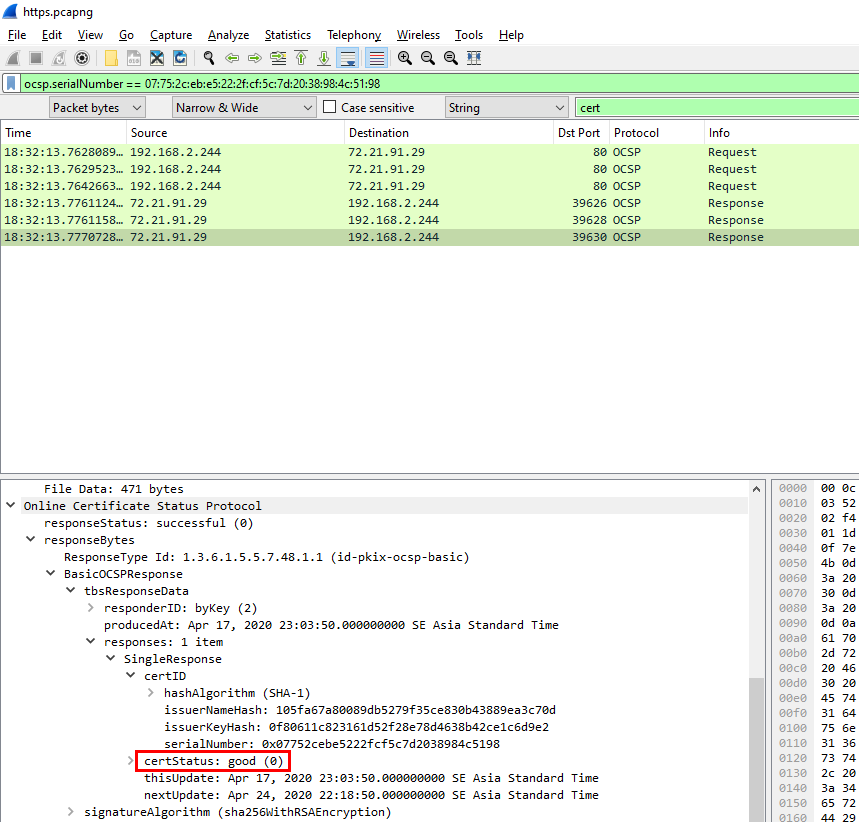 https.pcapng
File Edit View Go Capture Analyze Statistics Telephony Wireless Tools Help
ocsp.serialNumber == 07:75:2c:eb:e5:22:2f:cf:5c:7d:20:38:98:4c:51:98
Packet bytes Narrow & Wide Case sensitive String cert
Time Source Destination Dst Port Protocol Info
18:32:13.7628089… 192.168.2.244 72.21.91.29 80 OCSP Request
18:32:13.7629523… 192.168.2.244 72.21.91.29 80 OCSP Request
18:32:13.7642663… 192.168.2.244 72.21.91.29 80 OCSP Request
18:32:13.7761124… 72.21.91.29 192.168.2.244 39626 OCSP Response
18:32:13.7761158… 72.21.91.29 192.168.2.244 39628 OCSP Response
18:32:13.7770728… 72.21.91.29 192.168.2.244 39630 OCSP Response
File Data: 471 bytes
Online Certificate Status Protocol
responseStatus: successful (0)
responseBytes
ResponseType Id: 1.3.6.1.5.5.7.48.1.1 (id-pkix-ocsp-basic)
BasicOCSPResponse
tbsResponseData
responderID: byKey (2)
producedAt: Apr 17, 2020 23:03:50.000000000 SE Asia Standard Time
responses: 1 item
SingleResponse
certID
hashAlgorithm (SHA-1)
issuerNameHash: 105fa67a80089db5279f35ce830b43889ea3c70d
issuerKeyHash: 0f80611c823161d52f28e78d4638b42ce1c6d9e2
serialNumber: 0x07752cebe5222fcf5c7d2038984c5198
certStatus: good (0)
thisUpdate: Apr 17, 2020 23:03:50.000000000 SE Asia Standard Time
nextUpdate: Apr 24, 2020 22:18:50.000000000 SE Asia Standard Time
signatureAlgorithm (sha256WithRSAEncryption)
0000 00 0c
0010 03 52
0020 02 f4
0030 01 1d
0040 0f 7e
0050 4b 0d
0060 3a 20
0070 30 0d
0080 3a 20
0090 0d 0a
00a0 61 70
00b0 2d 72
00c0 20 46
00d0 30 20
00e0 45 74
00f0 31 64
0100 75 6e
0110 31 36
0120 73 74
0130 2c 20
0140 3a 34
0150 65 72
0160 44 29